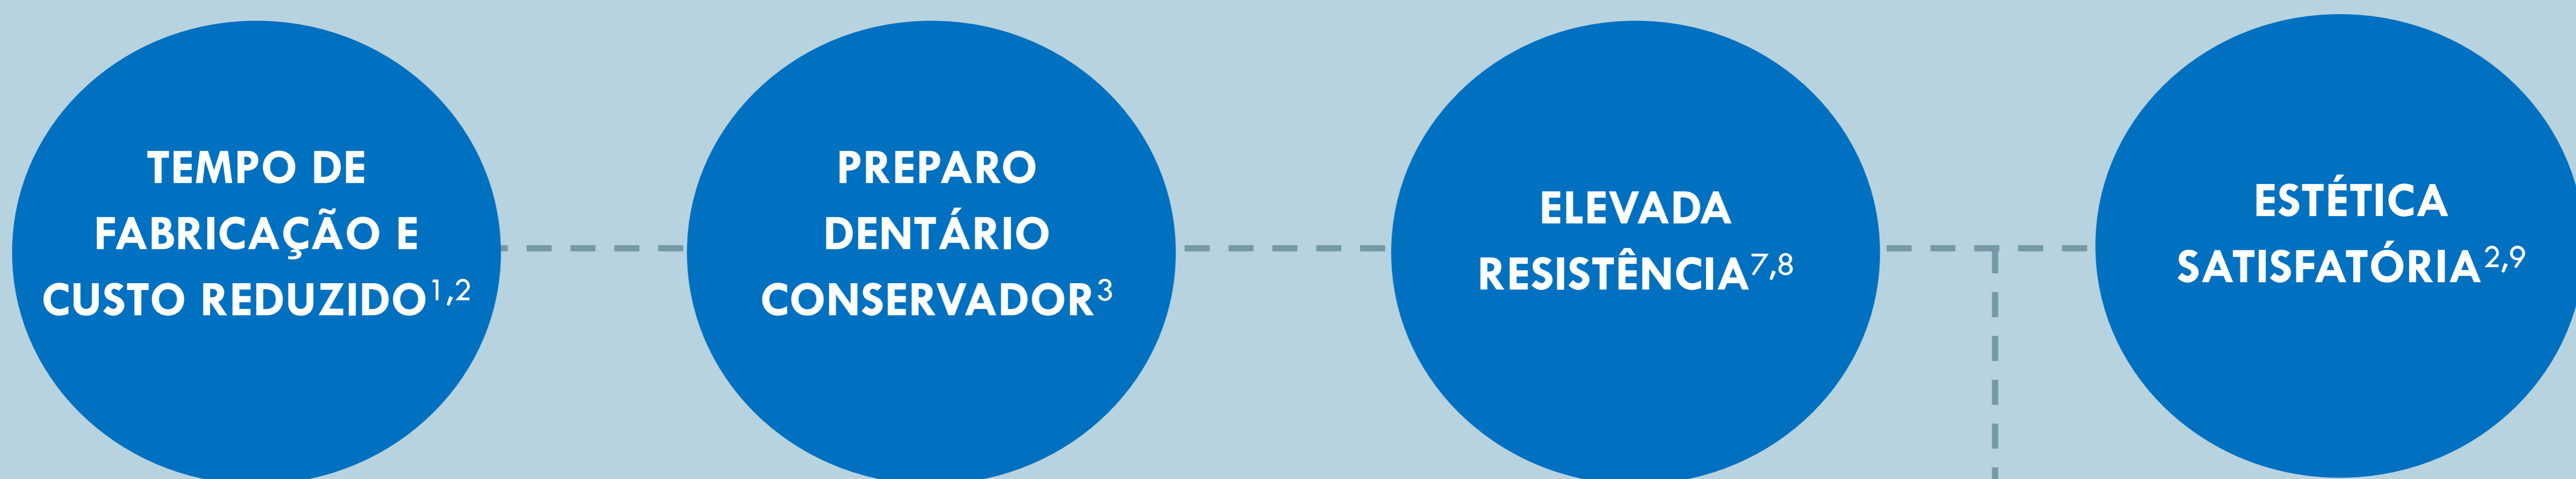 TEMPO DE
FABRICAÇÃO E
CUSTO REDUZIDO1,2
PREPARO
DENTÁRIO
CONSERVADOR3
ELEVADA
RESISTÊNCIA7,8
ESTÉTICA
SATISFATÓRIA2,9